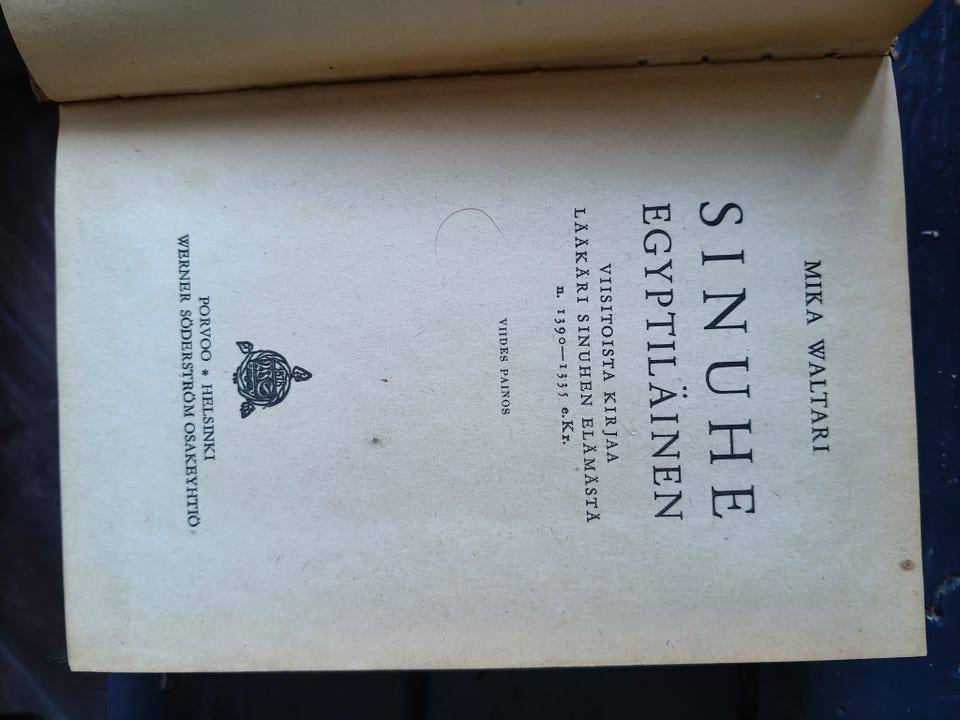 MIKA WALTARI
SINUHE
EGYPTILÄINEN
VIISITOISTA KIRJAA
LÄÄKÄRI SINUHEN ELÄMÄSTÄ
n. 1390—1335 e.Kr.
VIIDES PAINOS
PORVOO * HELSINKI
WERNER SÖDERSTRÖM OSAKEYHTIÖ